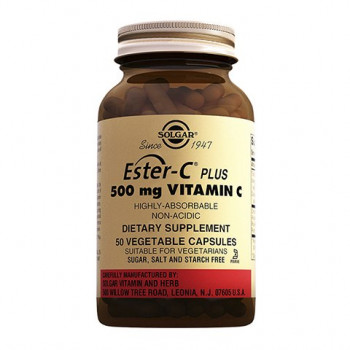 SOLGAR®
Since 1947
Ester-C® PLUS
500 mg VITAMIN C
HIGHLY-ABSORBABLE
NON-ACIDIC
DIETARY SUPPLEMENT
50 VEGETABLE CAPSULES
SUITABLE FOR VEGETARIANS
SUGAR, SALT AND STARCH FREE
CAREFULLY MANUFACTURED BY:
SOLGAR VITAMIN AND HERB
500 WILLOW TREE ROAD, LEONIA, N.J. 07605 U.S.A.